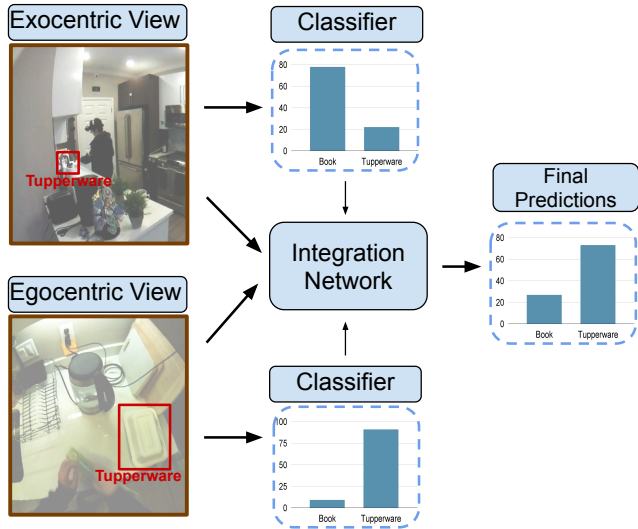 Exocentric View
Tupperware
Classifier
80
60
40
20
0
Book Tupperware
Integration
Network
Final
Predictions
80
60
40
20
0
Book Tupperware
Egocentric View
Tupperware
Classifier
100
75
50
25
0
Book Tupperware